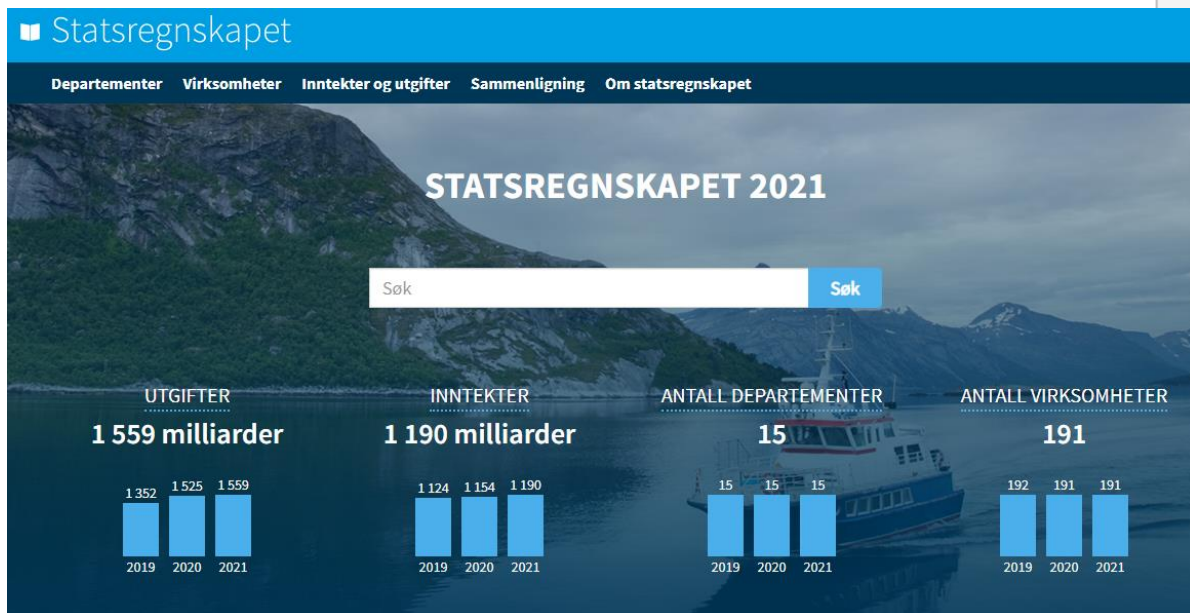 Statsregnskapet
Departementer Virksomheter Inntekter og utgifter Sammenligning Om statsregnskapet
STATSREGNSKAPET 2021
Søk Søk
UTGIFTER INNTEKTER ANTALL DEPARTEMENTER ANTALL VIRKSOMHETER
1 559 milliarder 1 190 milliarder 15 191
1 352 1 525 1 559 1 124 1 154 1 190 15 15 15 192 191 191
2019 2020 2021 2019 2020 2021 2019 2020 2021 2019 2020 2021